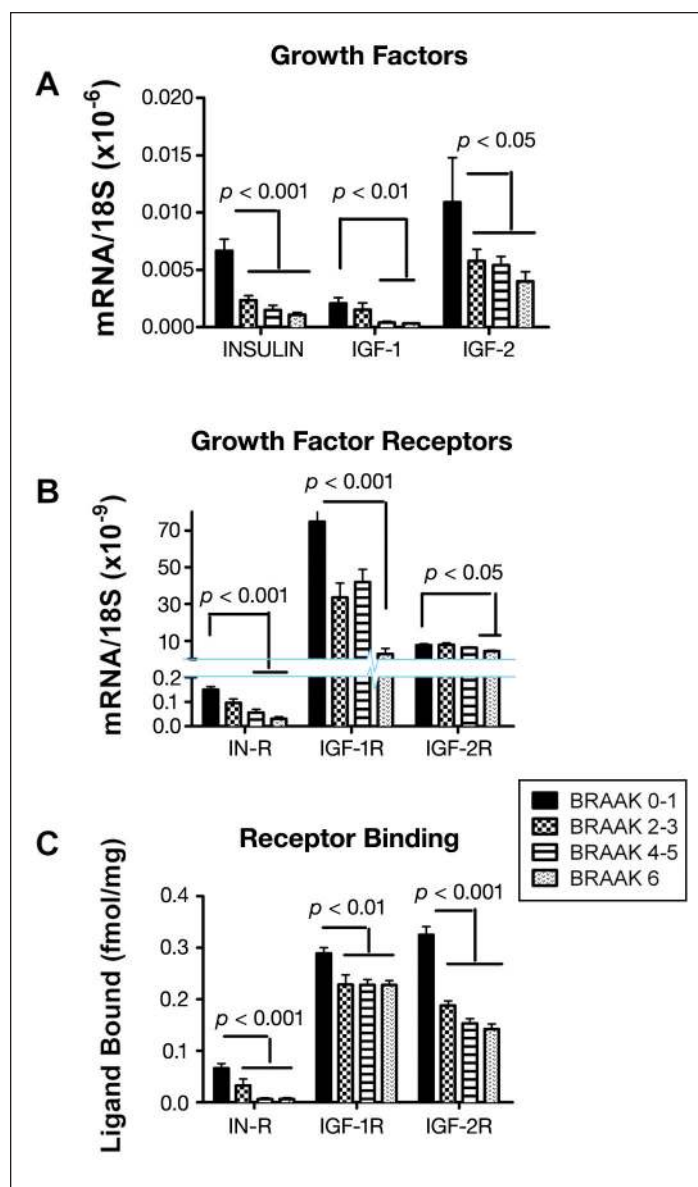 A
Growth Factors
mRNA/18S (x10⁻⁶)
0.020
0.015
0.010
0.005
0.000
p < 0.001
p < 0.01
p < 0.05
INSULIN
IGF-1
IGF-2
B
Growth Factor Receptors
mRNA/18S (x10⁻⁹)
70
50
30
10
0.2
0.1
0.0
p < 0.001
p < 0.001
p < 0.05
IN-R
IGF-1R
IGF-2R
BRAAK 0-1
BRAAK 2-3
BRAAK 4-5
BRAAK 6
C
Receptor Binding
Ligand Bound (fmol/mg)
0.4
0.3
0.2
0.1
0.0
p < 0.001
p < 0.01
p < 0.001
IN-R
IGF-1R
IGF-2R